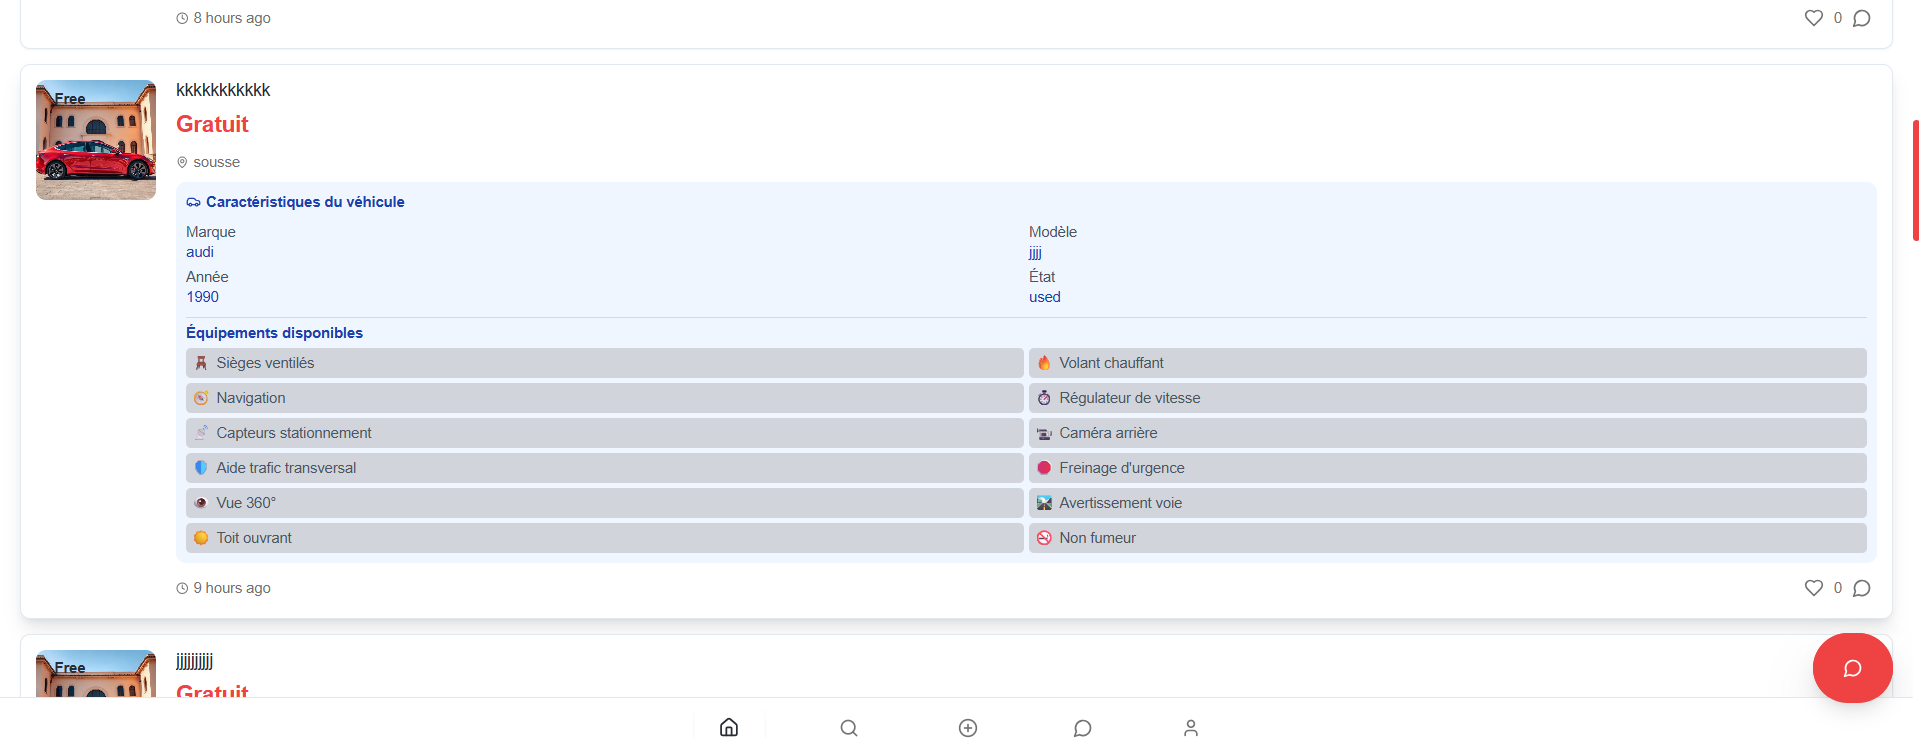 8 hours ago
0
Free
kkkkkkkkkkk
Gratuit
sousse
Caractéristiques du véhicule
Marque
audi
Modèle
jjjj
Année
1990
État
used
Équipements disponibles
Sièges ventilés
Volant chauffant
Navigation
Régulateur de vitesse
Capteurs stationnement
Caméra arrière
Aide trafic transversal
Freinage d'urgence
Vue 360°
Avertissement voie
Toit ouvrant
Non fumeur
9 hours ago
0
Free
jjjjjjjjjj
Gratuit